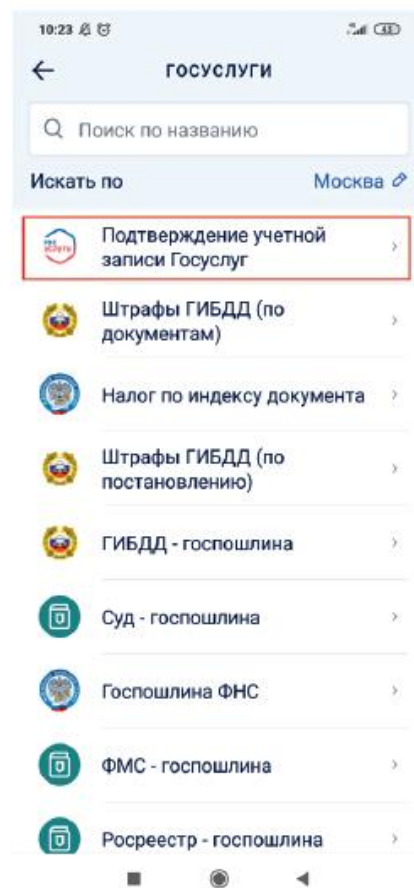 10:23
ГОСУСЛУГИ
Поиск по названию
Искать по Москва
Подтверждение учетной
записи Госуслуг
Штрафы ГИБДД (по
документам)
Налог по индексу документа
Штрафы ГИБДД (по
постановлению)
ГИБДД - госпошлина
Суд - госпошлина
Госпошлина ФНС
ФМС - госпошлина
Росреестр - госпошлина